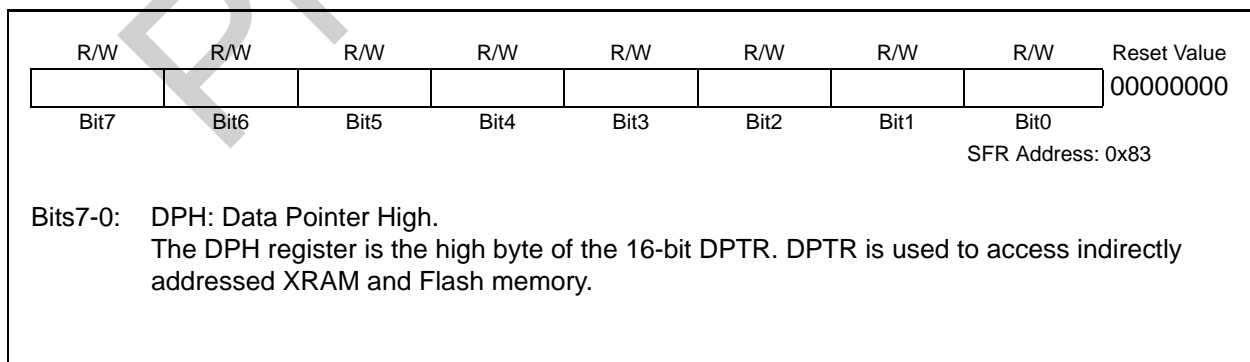 R/W R/W R/W R/W R/W R/W R/W R/W Reset Value
00000000
Bit7 Bit6 Bit5 Bit4 Bit3 Bit2 Bit1 Bit0
SFR Address: 0x83
Bits7-0: DPH: Data Pointer High.
The DPH register is the high byte of the 16-bit DPTR. DPTR is used to access indirectly
addressed XRAM and Flash memory.